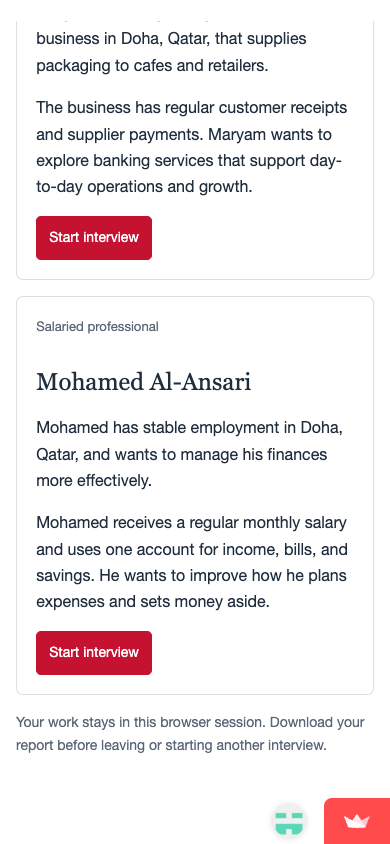 business in Doha, Qatar, that supplies
packaging to cafes and retailers.
The business has regular customer receipts
and supplier payments. Maryam wants to
explore banking services that support day-
to-day operations and growth.
Start interview
Salaried professional
Mohamed Al-Ansari
Mohamed has stable employment in Doha,
Qatar, and wants to manage his finances
more effectively.
Mohamed receives a regular monthly salary
and uses one account for income, bills, and
savings. He wants to improve how he plans
expenses and sets money aside.
Start interview
Your work stays in this browser session. Download your
report before leaving or starting another interview.